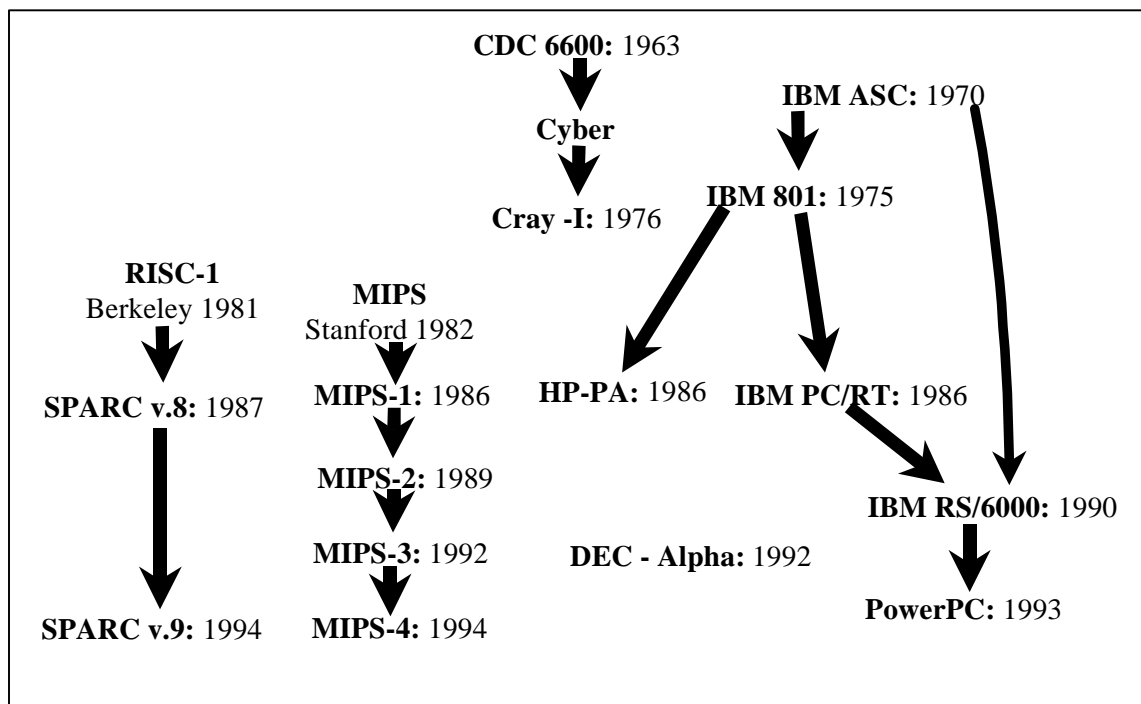 CDC 6600: 1963
IBM ASC: 1970
Cyber
IBM 801: 1975
Cray -I: 1976
RISC-1
Berkeley 1981
MIPS
Stanford 1982
SPARC v.8: 1987
MIPS-1: 1986
HP-PA: 1986
IBM PC/RT: 1986
MIPS-2: 1989
IBM RS/6000: 1990
MIPS-3: 1992
DEC - Alpha: 1992
PowerPC: 1993
SPARC v.9: 1994
MIPS-4: 1994